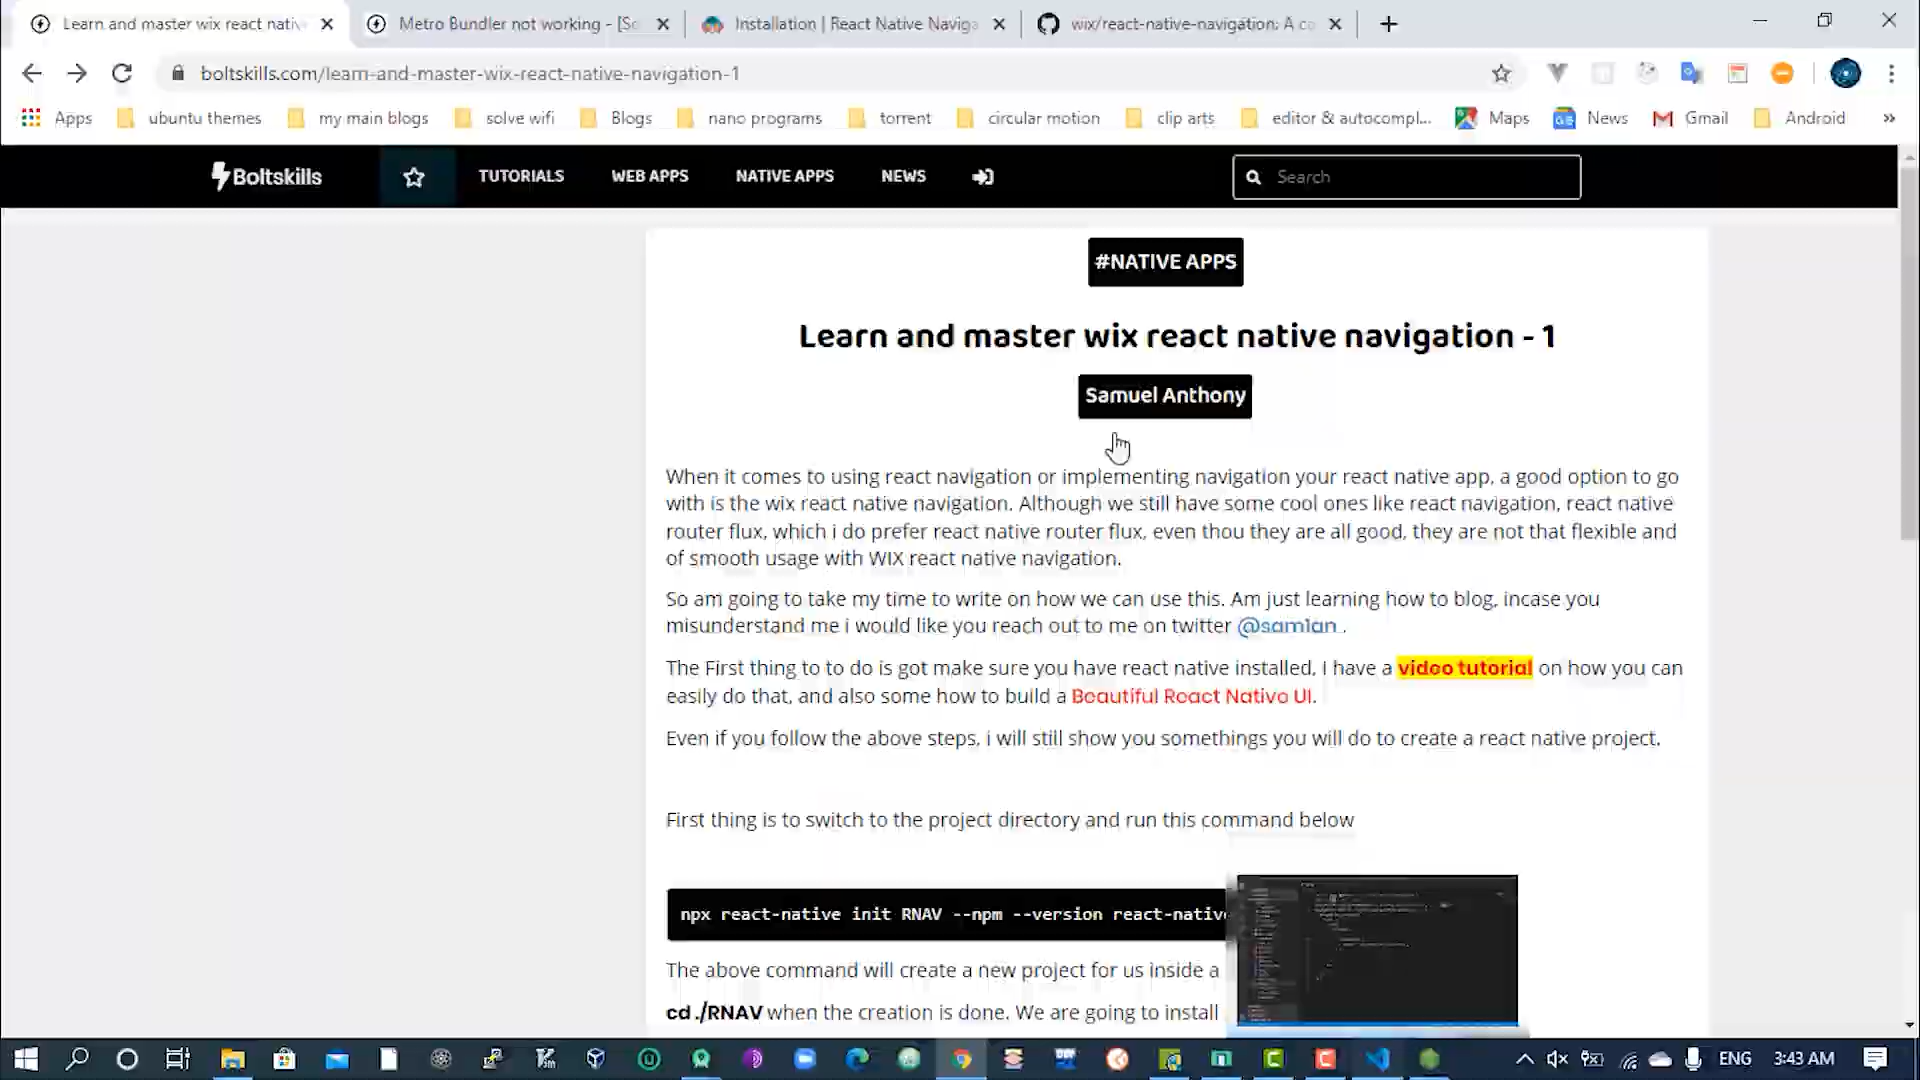 Learn and master wix react nativ
Metro Bundler not working - [So
Installation | React Native Naviga
wix/react-native-navigation: A co
boltskills.com/learn-and-master-wix-react-native-navigation-1
Apps
ubuntu themes
my main blogs
solve wifi
Blogs
nano programs
torrent
circular motion
clip arts
editor & autocompl...
Maps
News
Gmail
Android
»
Boltskills
TUTORIALS
WEB APPS
NATIVE APPS
NEWS
Search
#NATIVE APPS
Learn and master wix react native navigation - 1
Samuel Anthony
When it comes to using react navigation or implementing navigation your react native app, a good option to go
with is the wix react native navigation. Although we still have some cool ones like react navigation, react native
router flux, which i do prefer react native router flux, even thou they are all good, they are not that flexible and
of smooth usage with WIX react native navigation.
So am going to take my time to write on how we can use this. Am just learning how to blog, incase you
misunderstand me i would like you reach out to me on twitter @sam1an .
The First thing to to do is got make sure you have react native installed, I have a video tutorial on how you can
easily do that, and also some how to build a Beautiful React Native UI.
Even if you follow the above steps, i will still show you somethings you will do to create a react native project.
First thing is to switch to the project directory and run this command below
npx react-native init RNAV --npm --version react-native
The above command will create a new project for us inside a
cd ./RNAV when the creation is done. We are going to install
ENG
3:43 AM